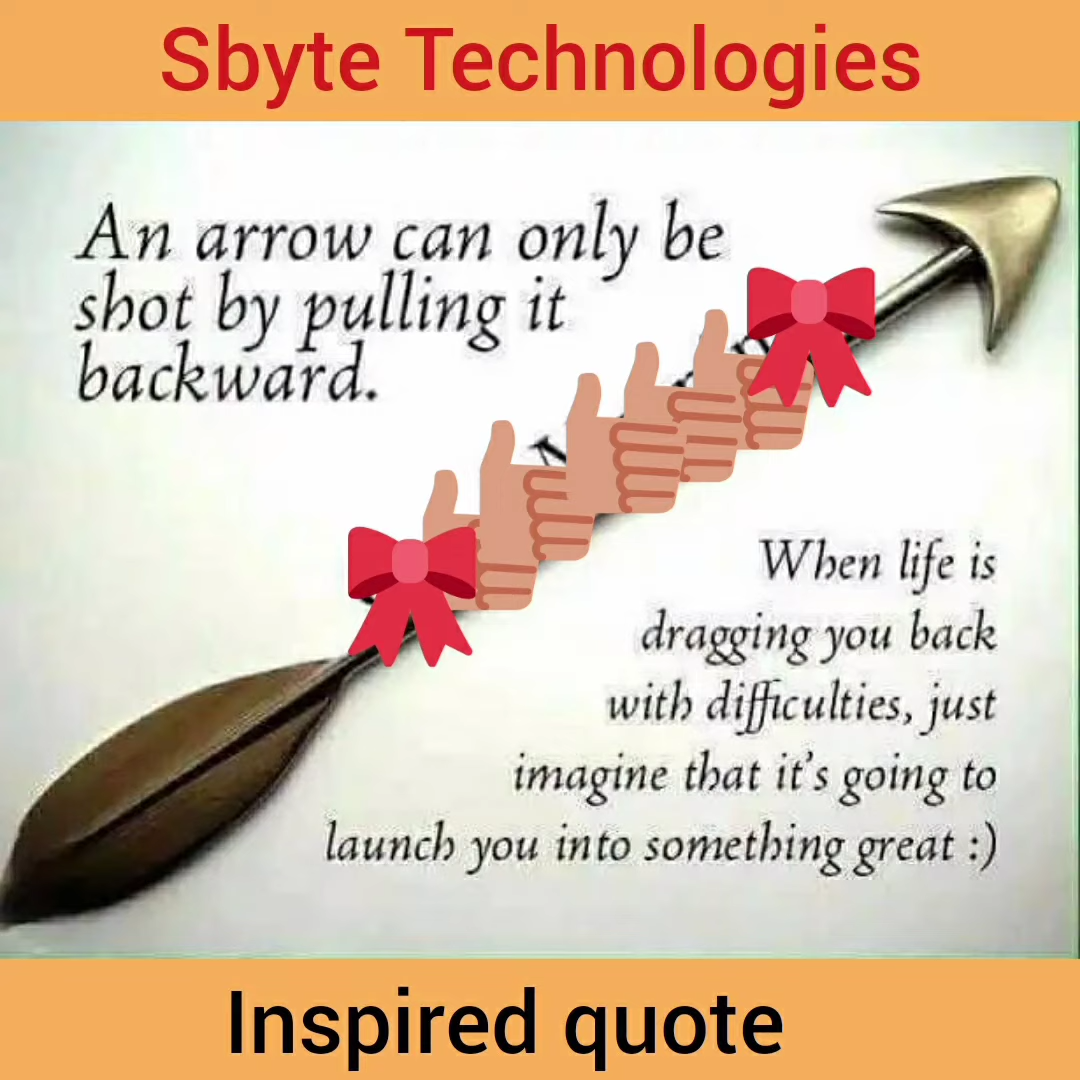 Sbyte Technologies
An arrow can only be
shot by pulling it
backward.
When life is
dragging you back
with difficulties, just
imagine that it's going to
launch you into something great :)
Inspired quote